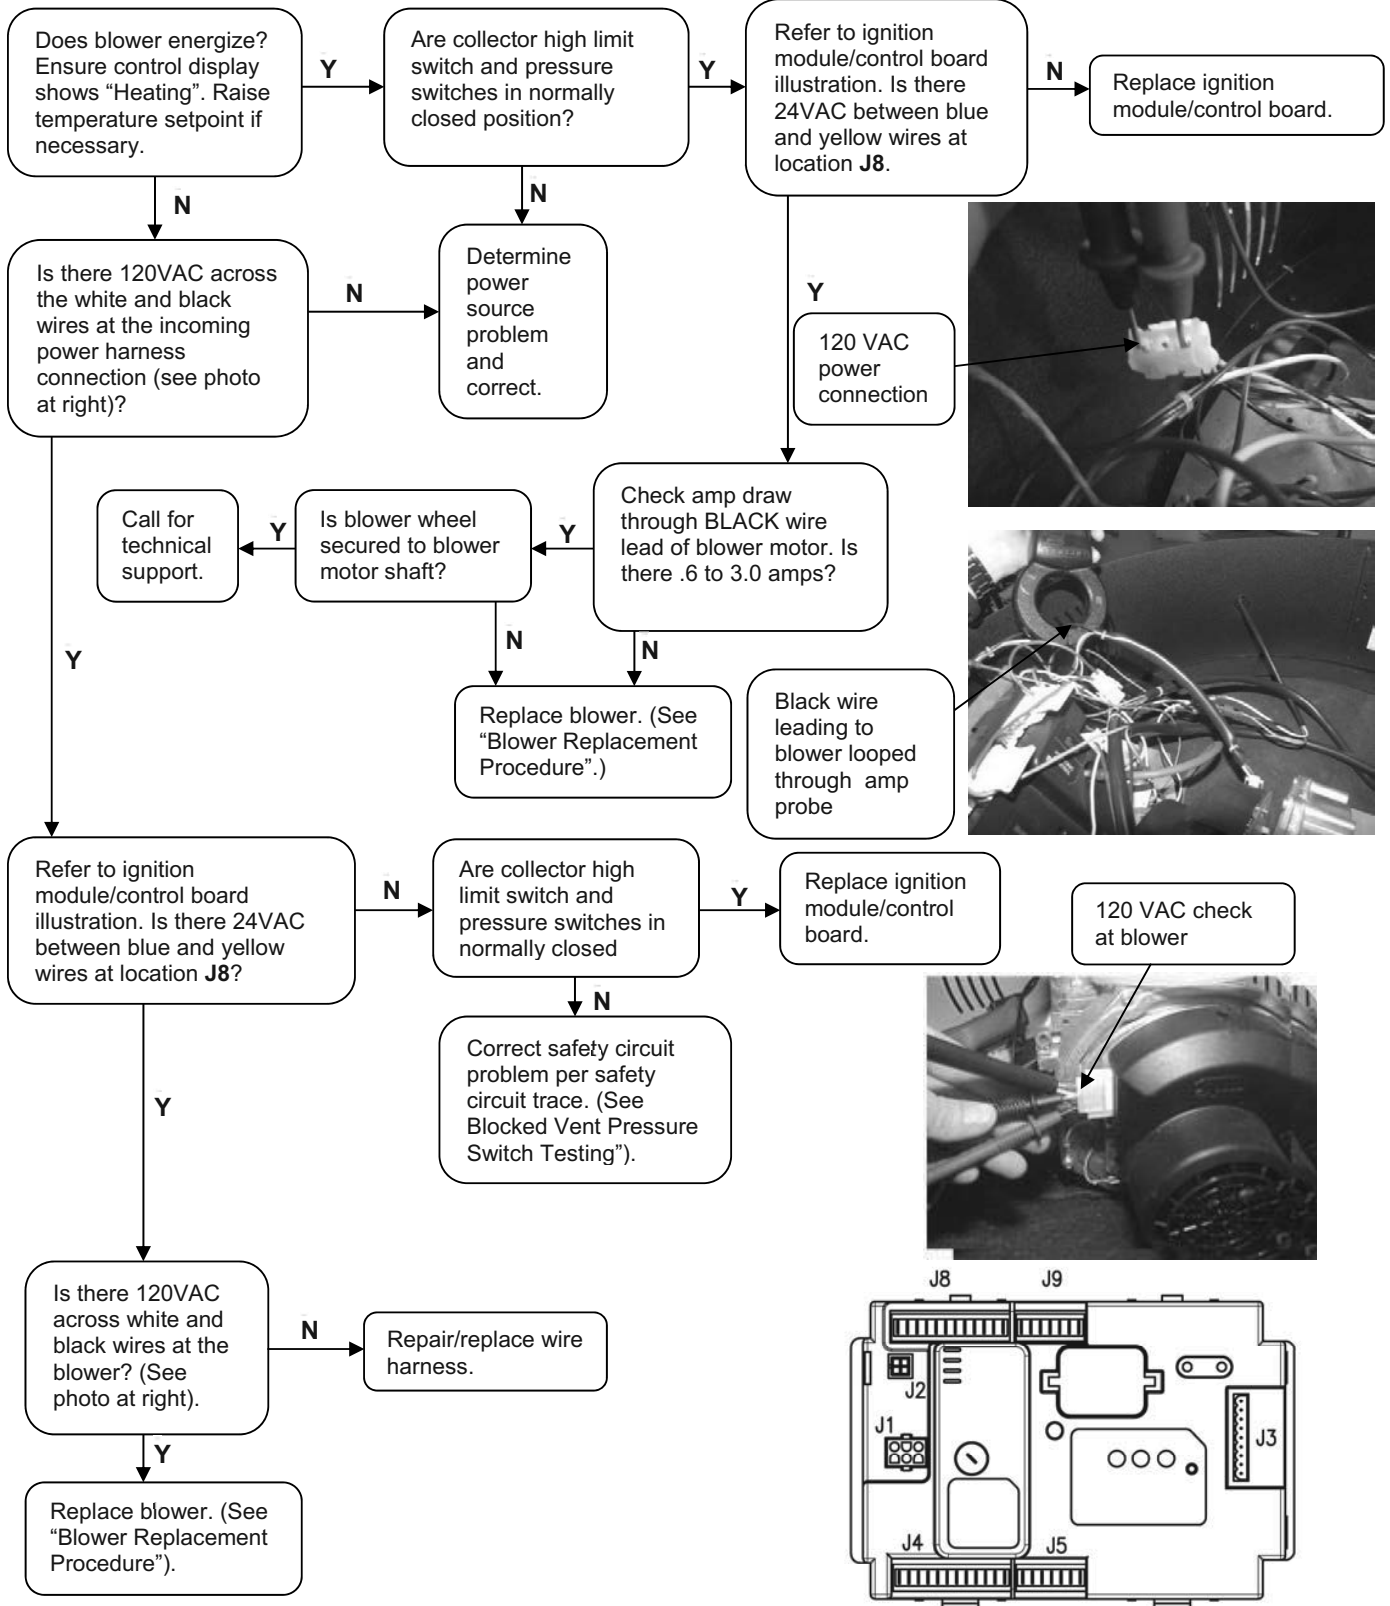 Does blower energize?
Ensure control display
shows “Heating”. Raise
temperature setpoint if
necessary.
Y
Are collector high limit
switch and pressure
switches in normally
closed position?
Y
Refer to ignition
module/control board
illustration. Is there
24VAC between blue
and yellow wires at
location J8.
N
Replace ignition
module/control board.
N
N
Is there 120VAC across
the white and black
wires at the incoming
power harness
connection (see photo
at right)?
N
Determine
power
source
problem
and
correct.
Y
120 VAC
power
connection
Call for
technical
support.
Y
Is blower wheel
secured to blower
motor shaft?
Y
Check amp draw
through BLACK wire
lead of blower motor. Is
there .6 to 3.0 amps?
Y
N
N
Replace blower. (See
“Blower Replacement
Procedure”.)
Black wire
leading to
blower looped
through amp
probe
Refer to ignition
module/control board
illustration. Is there 24VAC
between blue and yellow
wires at location J8?
N
Are collector high
limit switch and
pressure switches in
normally closed
Y
Replace ignition
module/control
board.
120 VAC check
at blower
N
Correct safety circuit
problem per safety
circuit trace. (See
Blocked Vent Pressure
Switch Testing”).
Y
Is there 120VAC
across white and
black wires at the
blower? (See
photo at right).
N
Repair/replace wire
harness.
Y
Replace blower. (See
“Blower Replacement
Procedure”).
J8
J9
J2
J1
J3
J4
J5